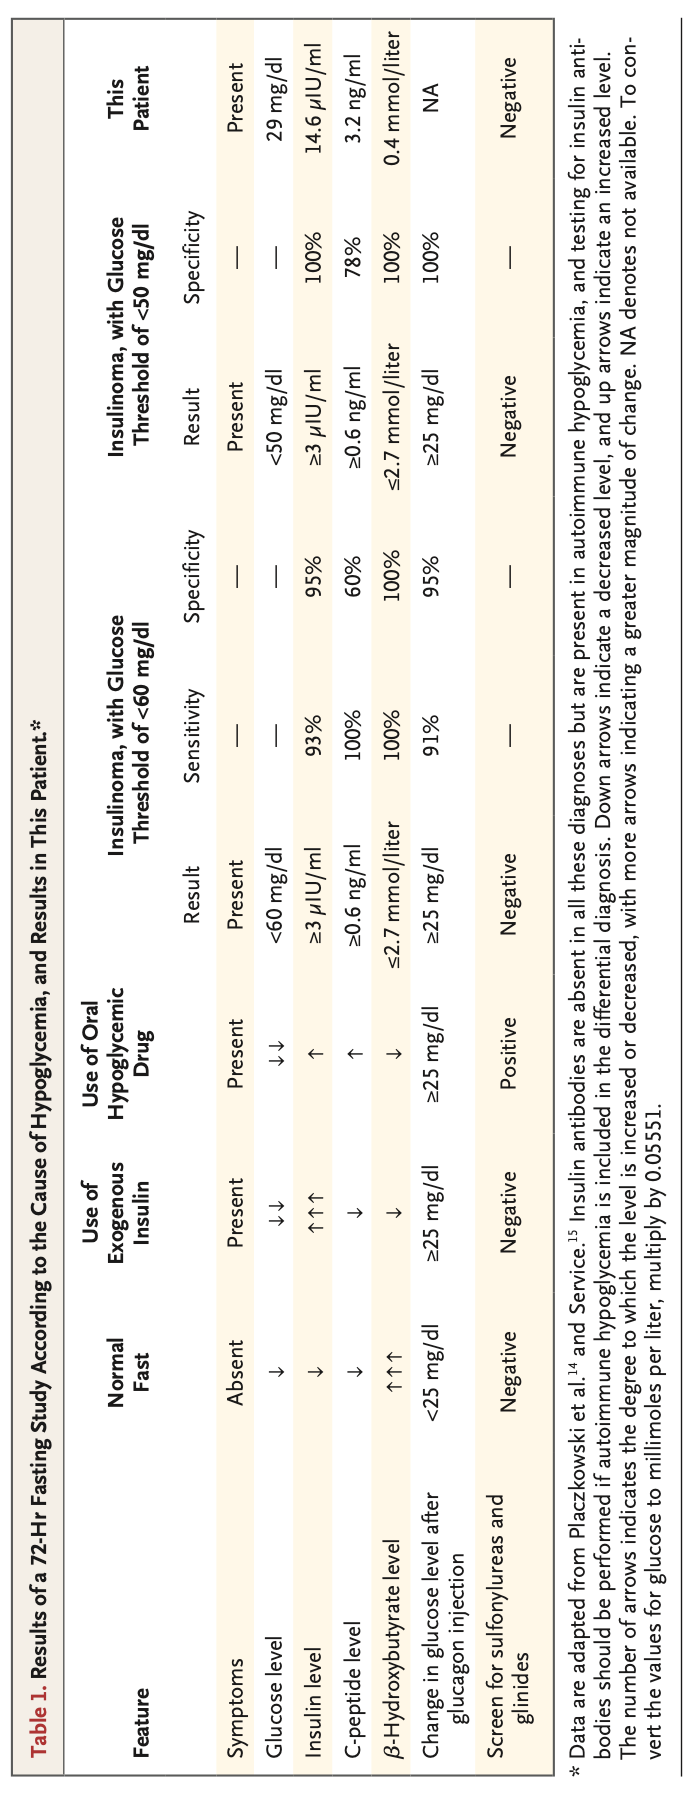 Table 1. Results of a 72-Hr Fasting Study According to the Cause of Hypoglycemia, and Results in This Patient.*
Feature Normal Fast Use of Exogenous Insulin Use of Oral Hypoglycemic Drug Insulinoma, with Glucose Threshold of <60 mg/dl Insulinoma, with Glucose Threshold of <50 mg/dl This Patient
Result Sensitivity Specificity Result Specificity
Symptoms Absent Present Present Present — — Present — Present
Glucose level ↓ ↓↓ ↓↓ <60 mg/dl — — <50 mg/dl — 29 mg/dl
Insulin level ↓ ↑↑↑ ↑ ≥3 μIU/ml 93% 95% ≥3 μIU/ml 100% 14.6 μIU/ml
C-peptide level ↓ ↓ ↑ ≥0.6 ng/ml 100% 60% ≥0.6 ng/ml 78% 3.2 ng/ml
β-Hydroxybutyrate level ↑↑↑ ↓ ↓ ≤2.7 mmol/liter 100% 100% ≤2.7 mmol/liter 100% 0.4 mmol/liter
Change in glucose level after glucagon injection <25 mg/dl ≥25 mg/dl ≥25 mg/dl ≥25 mg/dl 91% 95% ≥25 mg/dl 100% NA
Screen for sulfonylureas and glinides Negative Negative Positive Negative — — Negative — Negative
* Data are adapted from Placzkowski et al.14 and Service.15 Insulin antibodies are absent in all these diagnoses but are present in autoimmune hypoglycemia, and testing for insulin anti-
bodies should be performed if autoimmune hypoglycemia is included in the differential diagnosis. Down arrows indicate a decreased level, and up arrows indicate an increased level.
The number of arrows indicates the degree to which the level is increased or decreased, with more arrows indicating a greater magnitude of change. NA denotes not available. To con-
vert the values for glucose to millimoles per liter, multiply by 0.05551.